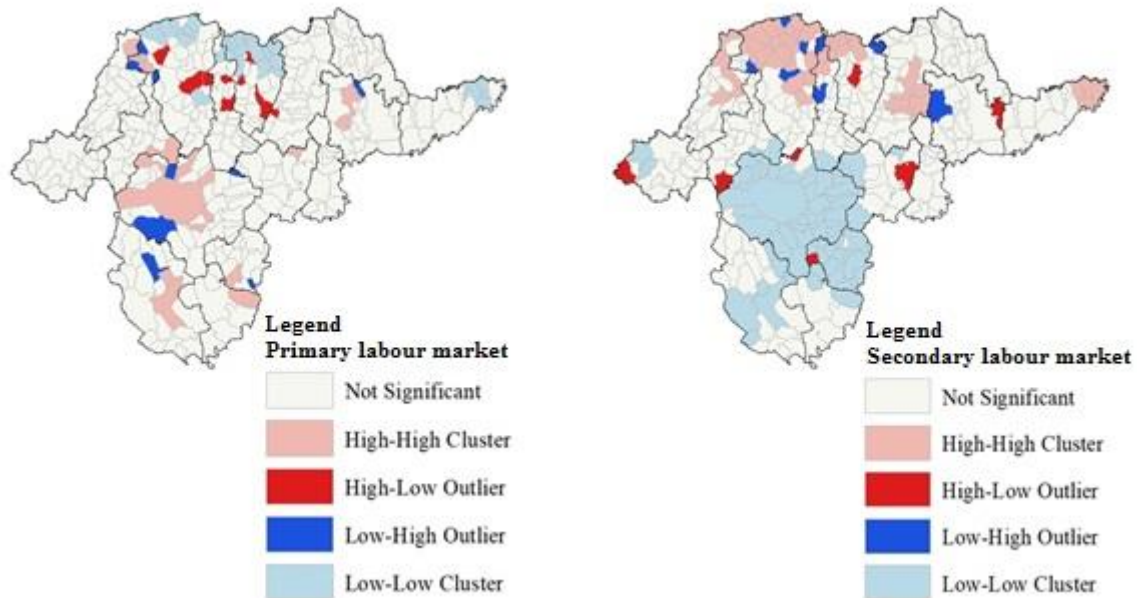 Legend
Primary labour market
Not Significant
High-High Cluster
High-Low Outlier
Low-High Outlier
Low-Low Cluster
Legend
Secondary labour market
Not Significant
High-High Cluster
High-Low Outlier
Low-High Outlier
Low-Low Cluster